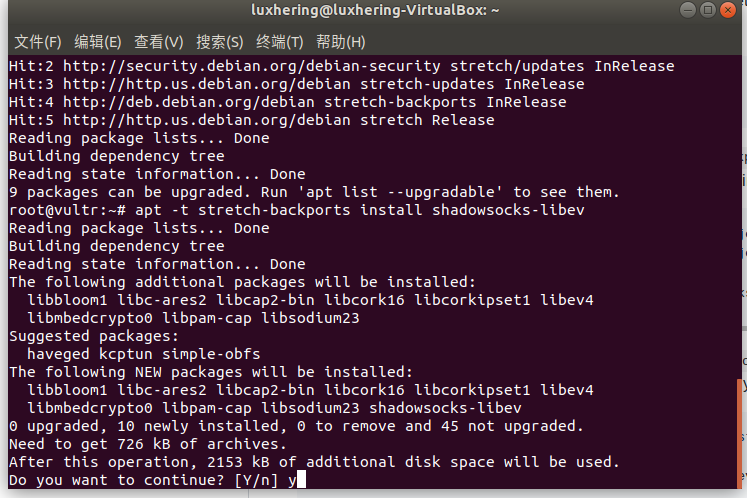 luxhering@luxhering-VirtualBox: ~
文件(F) 编辑(E) 查看(V) 搜索(S) 终端(T) 帮助(H)
Hit:2 http://security.debian.org/debian-security stretch/updates InRelease
Hit:3 http://http.us.debian.org/debian stretch-updates InRelease
Hit:4 http://deb.debian.org/debian stretch-backports InRelease
Hit:5 http://http.us.debian.org/debian stretch Release
Reading package lists... Done
Building dependency tree
Reading state information... Done
9 packages can be upgraded. Run 'apt list --upgradable' to see them.
root@vultr:~# apt -t stretch-backports install shadowsocks-libev
Reading package lists... Done
Building dependency tree
Reading state information... Done
The following additional packages will be installed:
  libbloom1 libc-ares2 libcap2-bin libcork16 libcorkipset1 libev4
  libmbedcrypto0 libpam-cap libsodium23
Suggested packages:
  haveged kcptun simple-obfs
The following NEW packages will be installed:
  libbloom1 libc-ares2 libcap2-bin libcork16 libcorkipset1 libev4
  libmbedcrypto0 libpam-cap libsodium23 shadowsocks-libev
0 upgraded, 10 newly installed, 0 to remove and 45 not upgraded.
Need to get 726 kB of archives.
After this operation, 2153 kB of additional disk space will be used.
Do you want to continue? [Y/n] y